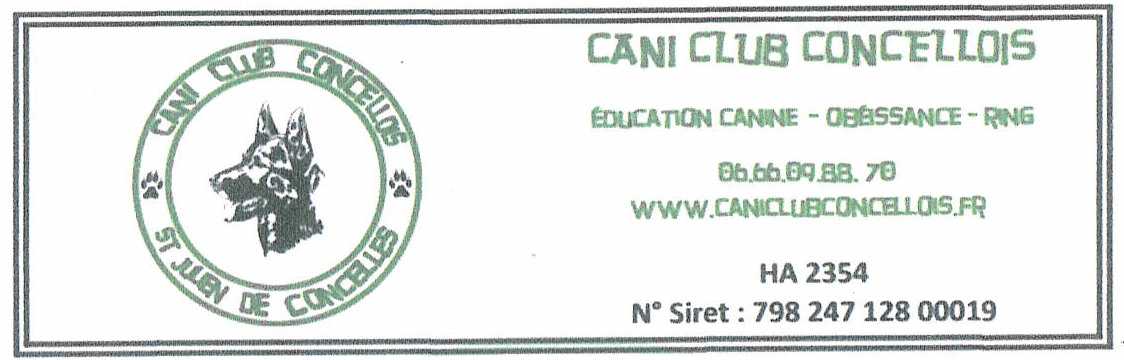 CANI CLUB CONCELLOIS
ST JULIEN DE CONCELLES
CANI CLUB CONCELLOIS
ÉDUCATION CANINE - OBÉISSANCE - RING
06.66.09.88. 70
WWW.CANICLUBCONCELLOIS.FR
HA 2354
N° Siret : 798 247 128 00019